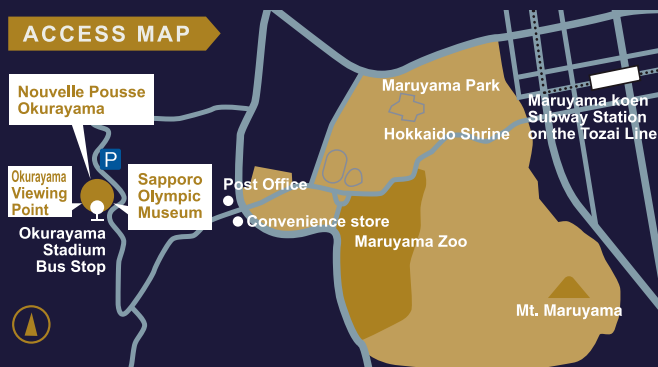 ACCESS MAP
Nouvelle Pousse
Okurayama
P
Okurayama
Viewing
Point
Sapporo
Olympic
Museum
Okurayama
Stadium
Bus Stop
Post Office
Convenience store
Maruyama Park
Hokkaido Shrine
Maruyama koen
Subway Station
on the Tozai Line
Maruyama Zoo
Mt. Maruyama